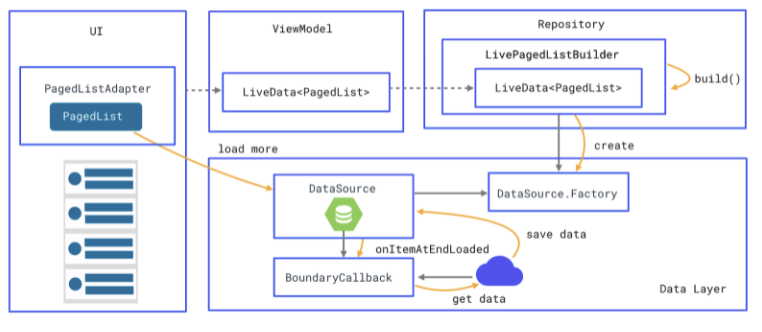 UI
PagedListAdapter
PagedList
ViewModel
LiveData<PagedList>
Repository
LivePagedListBuilder
LiveData<PagedList>
build()
load more
create
DataSource
DataSource.Factory
onItemAtEndLoaded
save data
BoundaryCallback
get data
Data Layer